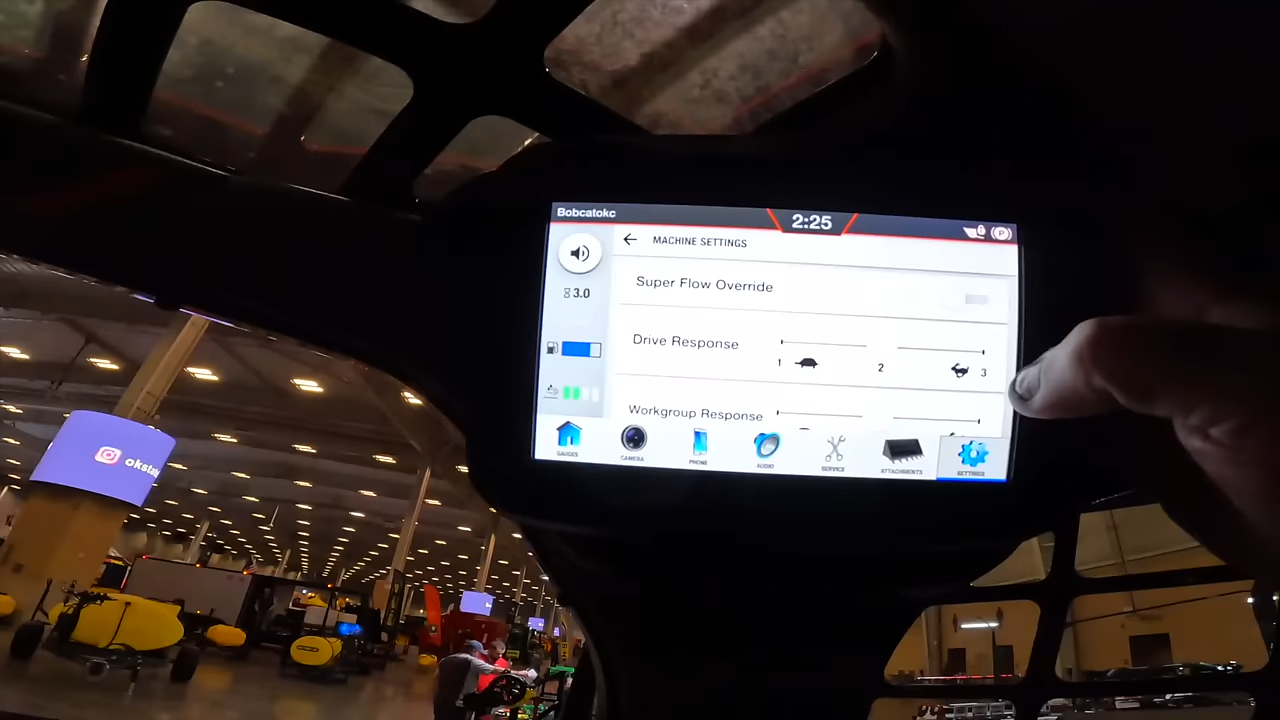 Bobcatokc
2:25
P
MACHINE SETTINGS
3.0
Super Flow Override
Drive Response
1
2
3
Workgroup Response
GAUGES
CAMERA
PHONE
AUDIO
SERVICE
ATTACHMENTS
SETTINGS
okstate